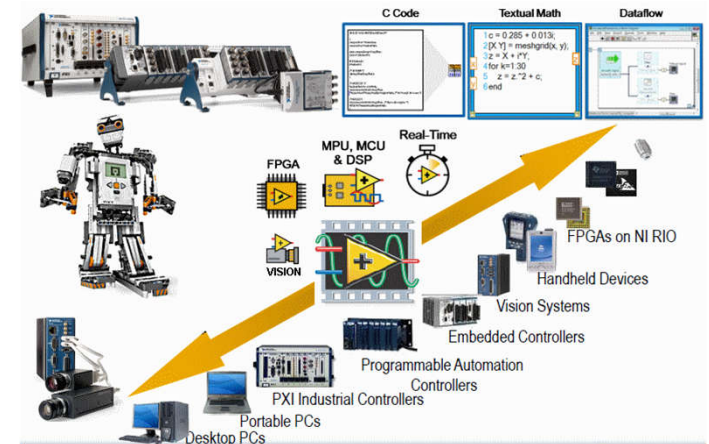 C Code
Textual Math
Dataflow
1 c = 0.285 + 0.013i;
2 [X Y] = meshgrid(x, y);
3 z = X + i*Y;
4 for k=1:30
5 z = z.^2 + c;
6 end
Real-Time
MPU, MCU
& DSP
FPGA
VISION
FPGAs on NI RIO
Handheld Devices
Vision Systems
Embedded Controllers
Programmable Automation
Controllers
PXI Industrial Controllers
Portable PCs
Desktop PCs